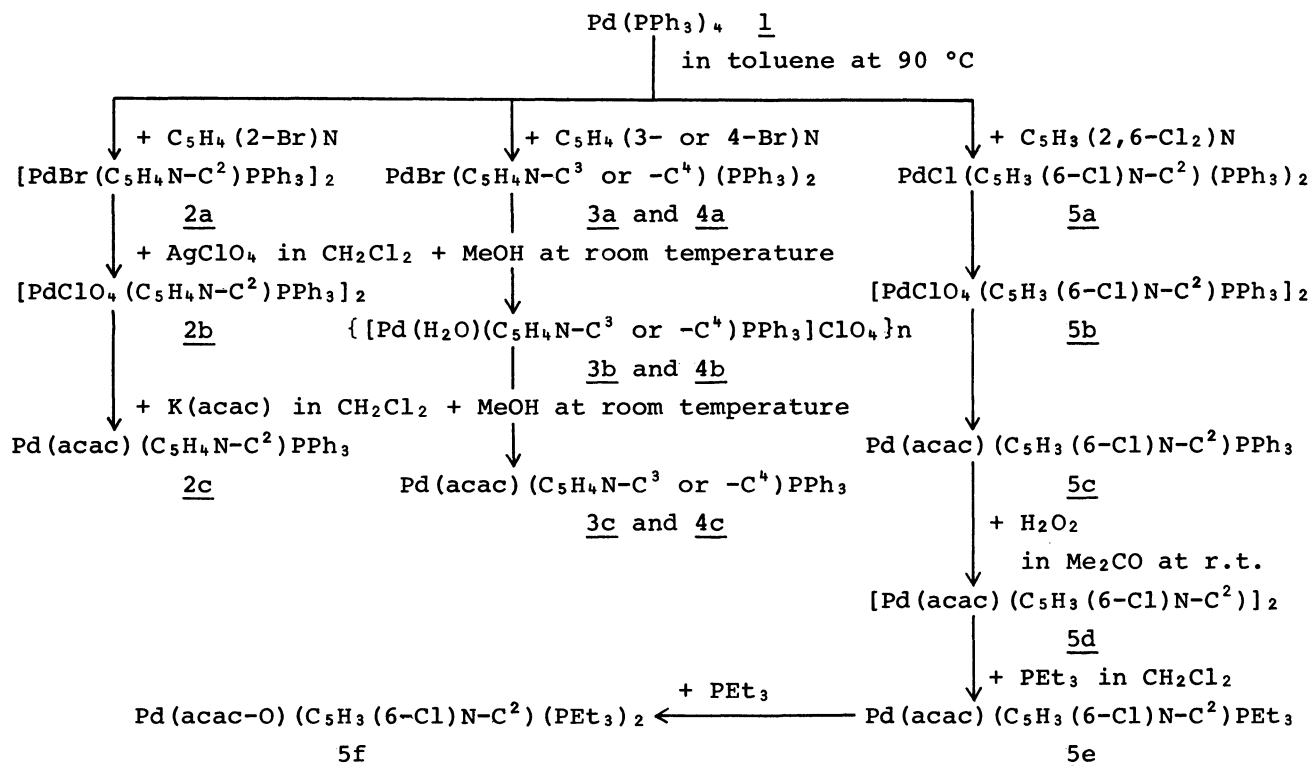 Pd(PPh₃)₄ 1
in toluene at 90 °C
+ C₅H₄(2-Br)N
+ C₅H₄(3- or 4-Br)N
+ C₅H₃(2,6-Cl₂)N
[PdBr(C₅H₄N-C²)PPh₃]₂
PdBr(C₅H₄N-C³ or -C⁴)(PPh₃)₂
PdCl(C₅H₃(6-Cl)N-C²)(PPh₃)₂
2a
3a and 4a
5a
+ AgClO₄ in CH₂Cl₂ + MeOH at room temperature
[PdClO₄(C₅H₄N-C²)PPh₃]₂
[PdClO₄(C₅H₃(6-Cl)N-C²)PPh₃]₂
2b
{[Pd(H₂O)(C₅H₄N-C³ or -C⁴)PPh₃]ClO₄}n
5b
3b and 4b
+ K(acac) in CH₂Cl₂ + MeOH at room temperature
Pd(acac)(C₅H₄N-C²)PPh₃
Pd(acac)(C₅H₃(6-Cl)N-C²)PPh₃
2c
Pd(acac)(C₅H₄N-C³ or -C⁴)PPh₃
5c
3c and 4c
+ H₂O₂
in Me₂CO at r.t.
[Pd(acac)(C₅H₃(6-Cl)N-C²)]₂
5d
+ PEt₃ in CH₂Cl₂
+ PEt₃
Pd(acac-O)(C₅H₃(6-Cl)N-C²)(PEt₃)₂
Pd(acac)(C₅H₃(6-Cl)N-C²)PEt₃
5f
5e